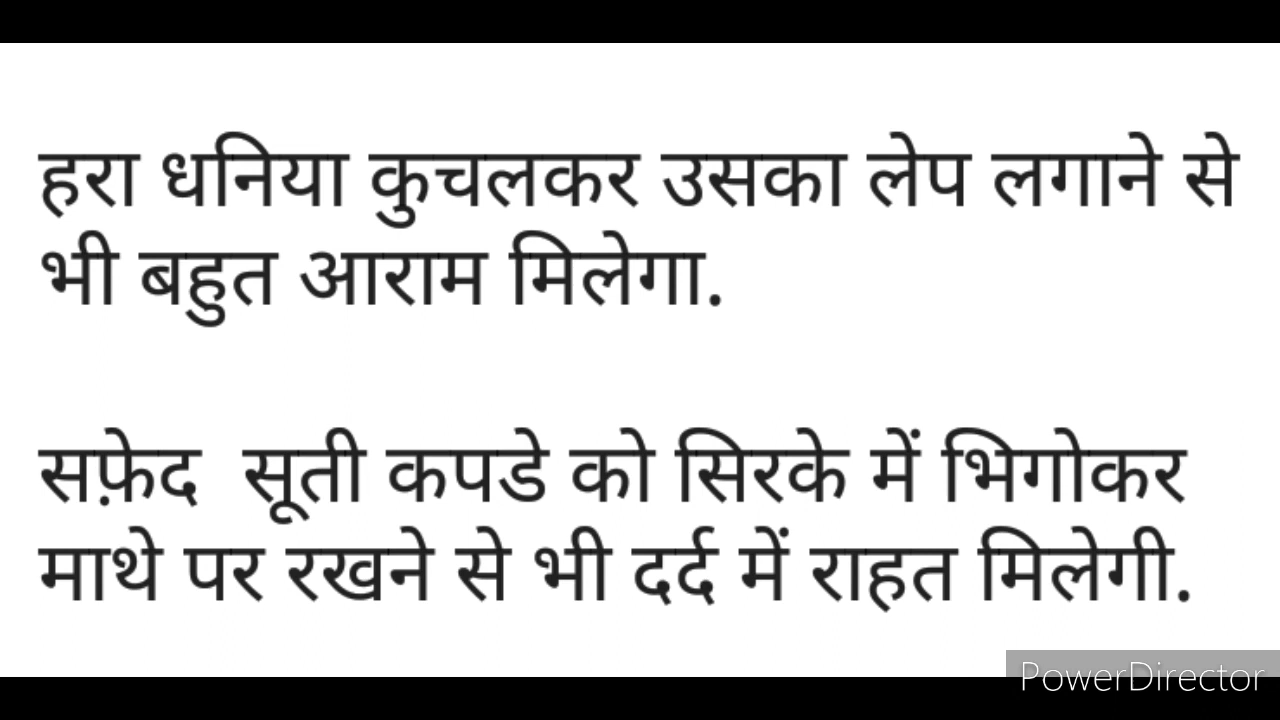 हरा धनिया कुचलकर उसका लेप लगाने से
भी बहुत आराम मिलेगा.
सफ़ेद  सूती कपडे को सिरके में भिगोकर
माथे पर रखने से भी दर्द में राहत मिलेगी.
PowerDirector